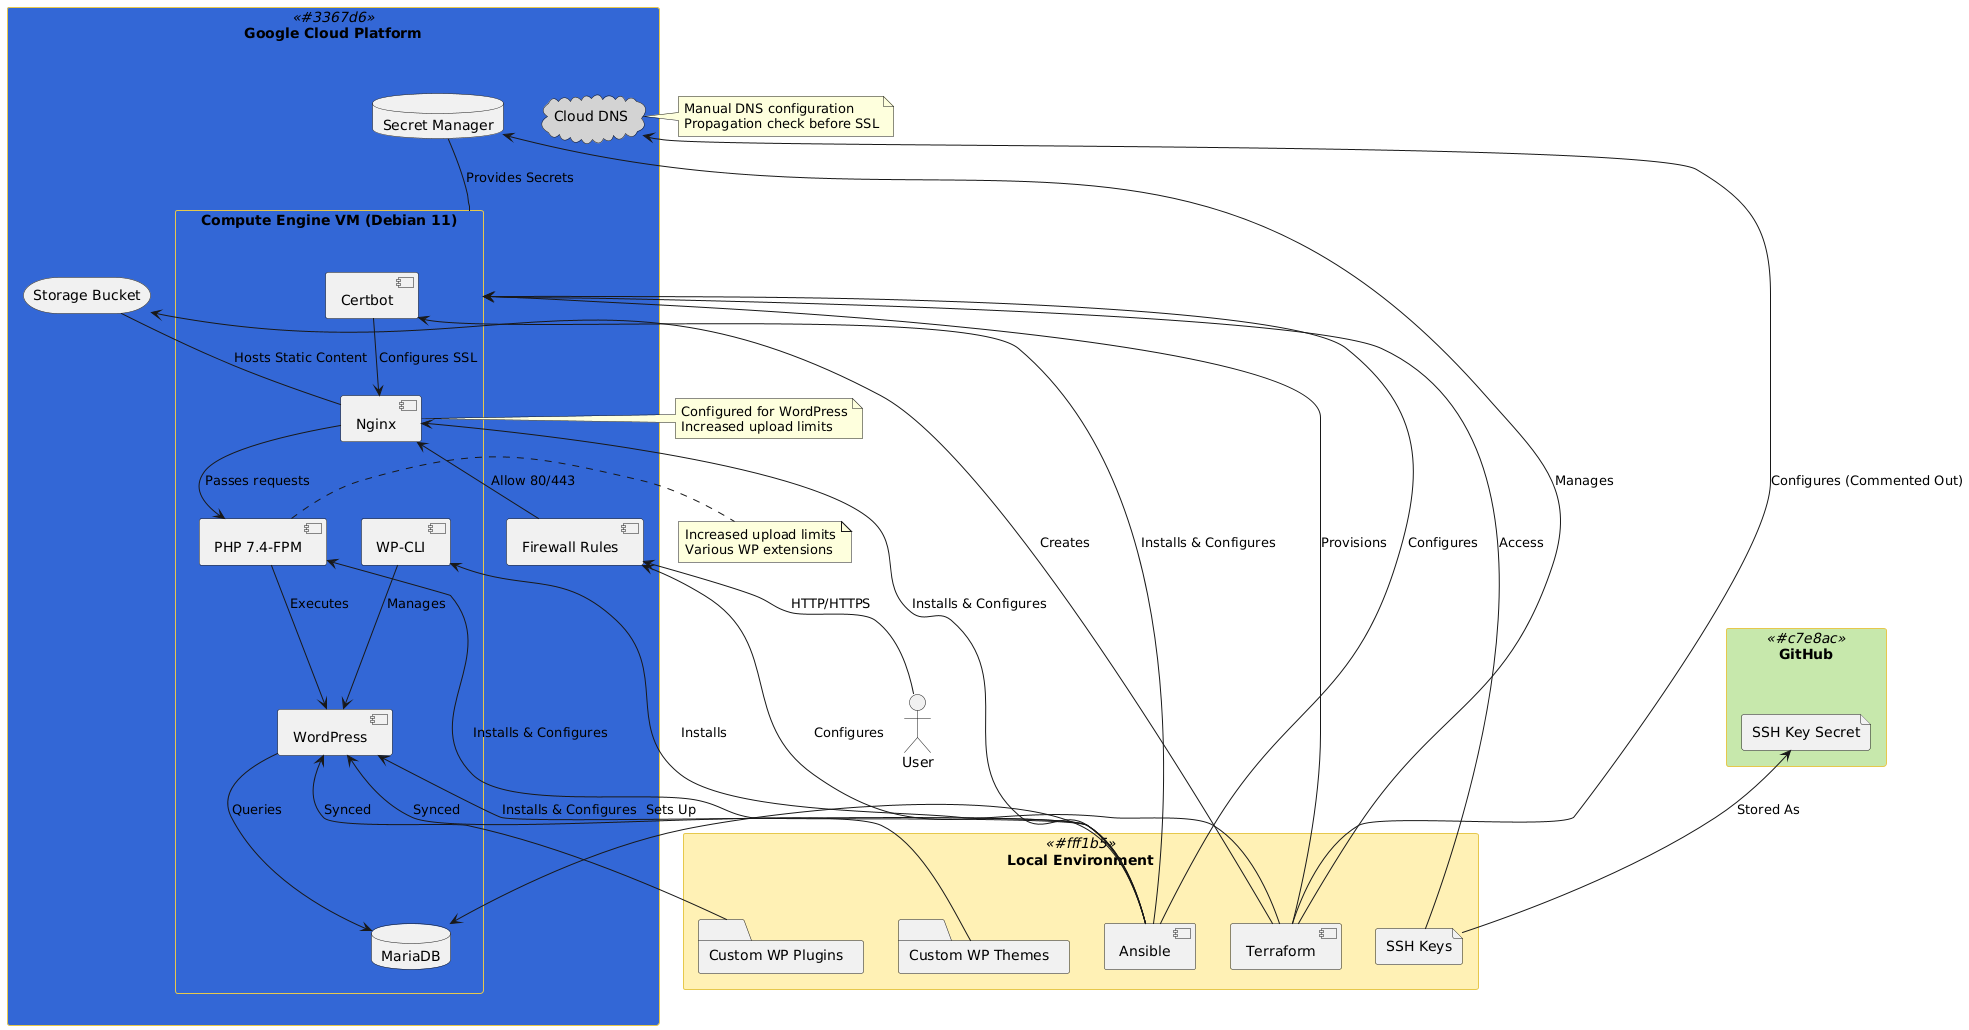 «#3367d6»
Google Cloud Platform
Secret Manager
Cloud DNS
Manual DNS configuration
Propagation check before SSL
Provides Secrets
Compute Engine VM (Debian 11)
Storage Bucket
Certbot
Hosts Static Content
Configures SSL
Nginx
Configured for WordPress
Increased upload limits
Passes requests
Allow 80/443
Manages
Configures (Commented Out)
PHP 7.4-FPM
WP-CLI
Firewall Rules
Increased upload limits
Various WP extensions
Creates
Installs & Configures
Provisions
Configures
Access
Executes
Manages
HTTP/HTTPS
Installs & Configures
«#c7e8ac»
GitHub
WordPress
Installs & Configures
Installs
Configures
User
SSH Key Secret
Queries
Synced
Synced
Installs & Configures
Sets Up
Stored As
«#fff1b5»
Local Environment
MariaDB
Custom WP Plugins
Custom WP Themes
Ansible
Terraform
SSH Keys